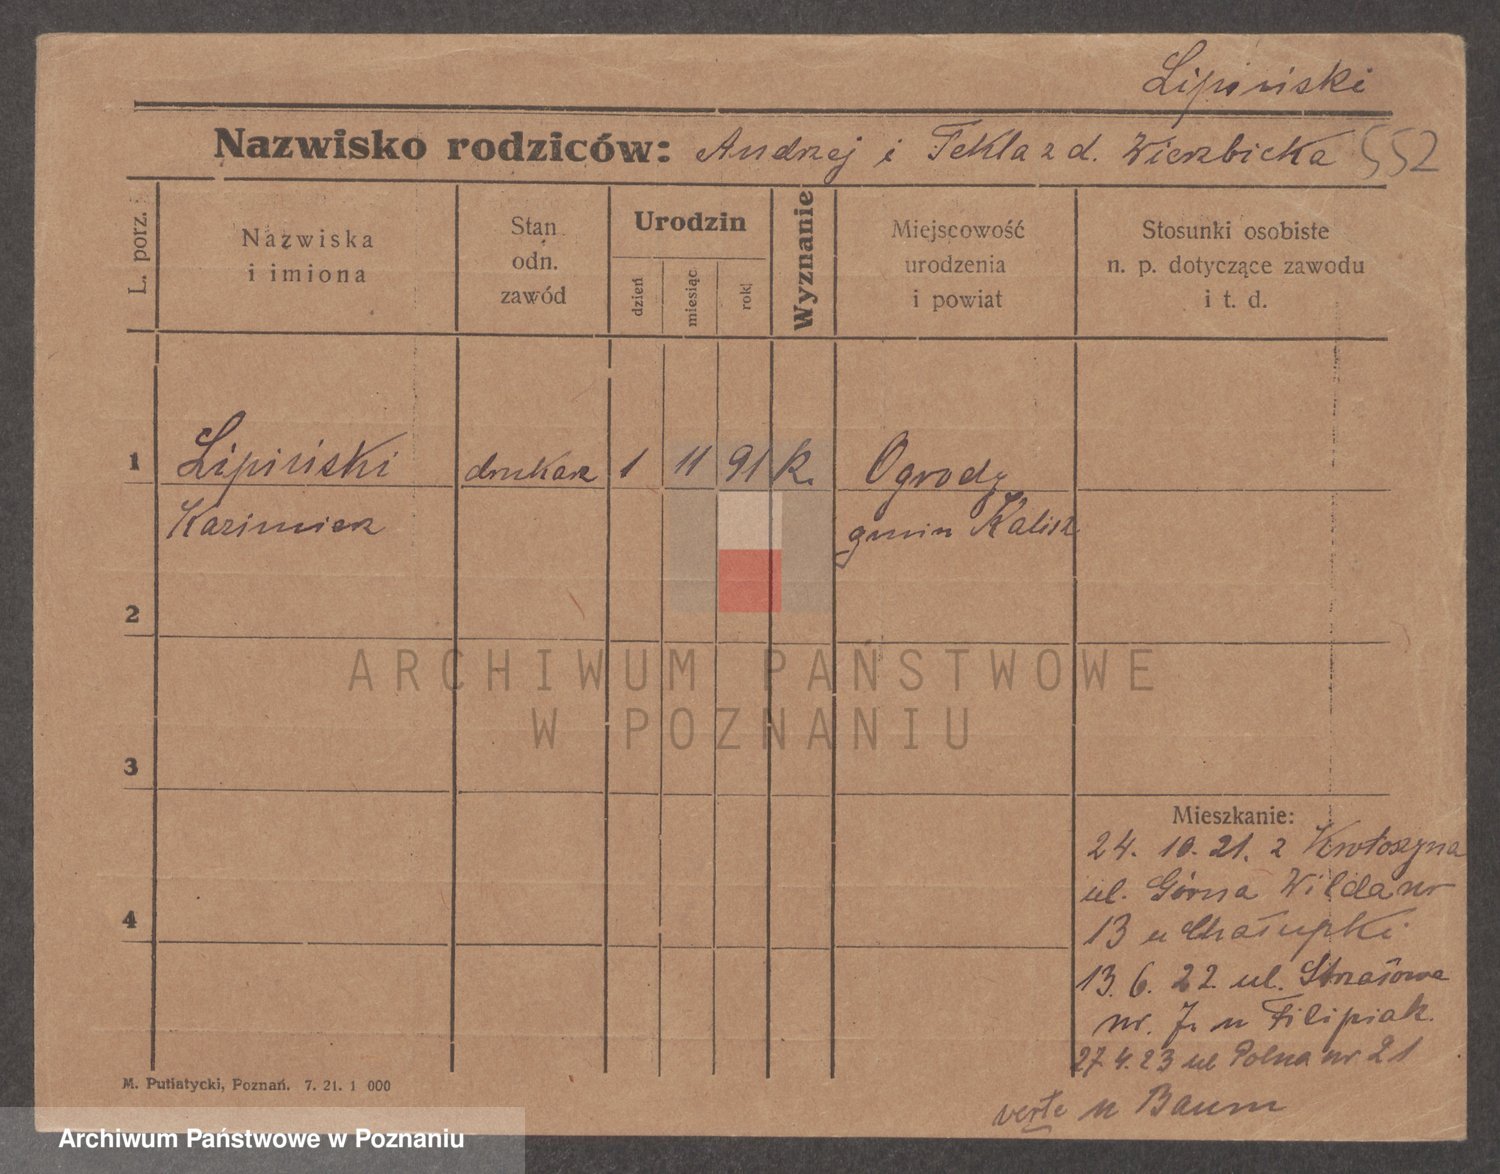 Lipiński
Nazwisko rodziców: Andrzej i Tekla z d. Wierzbicka 552
L. porz.
Nazwiska
i imiona
Stan
odn.
zawód
Urodzin
dzień
miesiąc
rok
Wyznanie
Miejscowość
urodzenia
i powiat
Stosunki osobiste
n. p. dotyczące zawodu
i t. d.
1 Lipiński drukarz 1 11 91 k. Ogrody
Kazimierz gmin Kalisz
2
ARCHIWUM PAŃSTWOWE
W POZNANIU
3
Mieszkanie:
24. 10. 21. z Krotoszyna
ul. Górna Wilda nr
4
13 u Chałupki
13. 6. 22. ul. Strzałowa
nr. 7. u Filipiak.
27.4.23 ul Polna nr 21
verte u Baum
M. Putiatycki, Poznań. 7. 21. 1 000
Archiwum Państwowe w Poznaniu